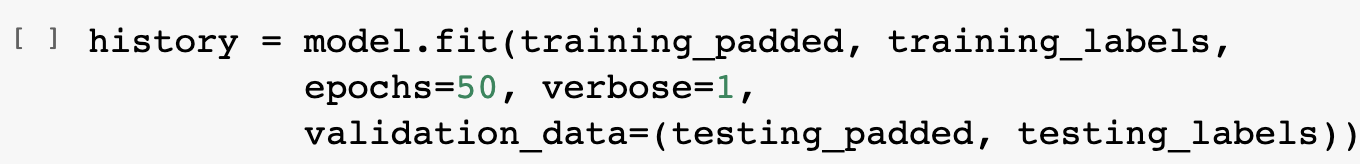 [ ] history = model.fit(training_padded, training_labels,
epochs=50, verbose=1,
validation_data=(testing_padded, testing_labels))